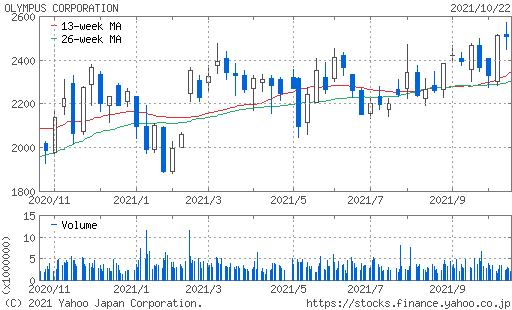 OLYMPUS CORPORATION 2021/10/22
2600
13-week MA
26-week MA
2400
2200
2000
1800
2020/11 2021/1 2021/3 2021/5 2021/7 2021/9
15
Volume
10
5
0
(x1000000)
2020/11 2021/1 2021/3 2021/5 2021/7 2021/9
(C) 2021 Yahoo Japan Corporation. https://stocks.finance.yahoo.co.jp